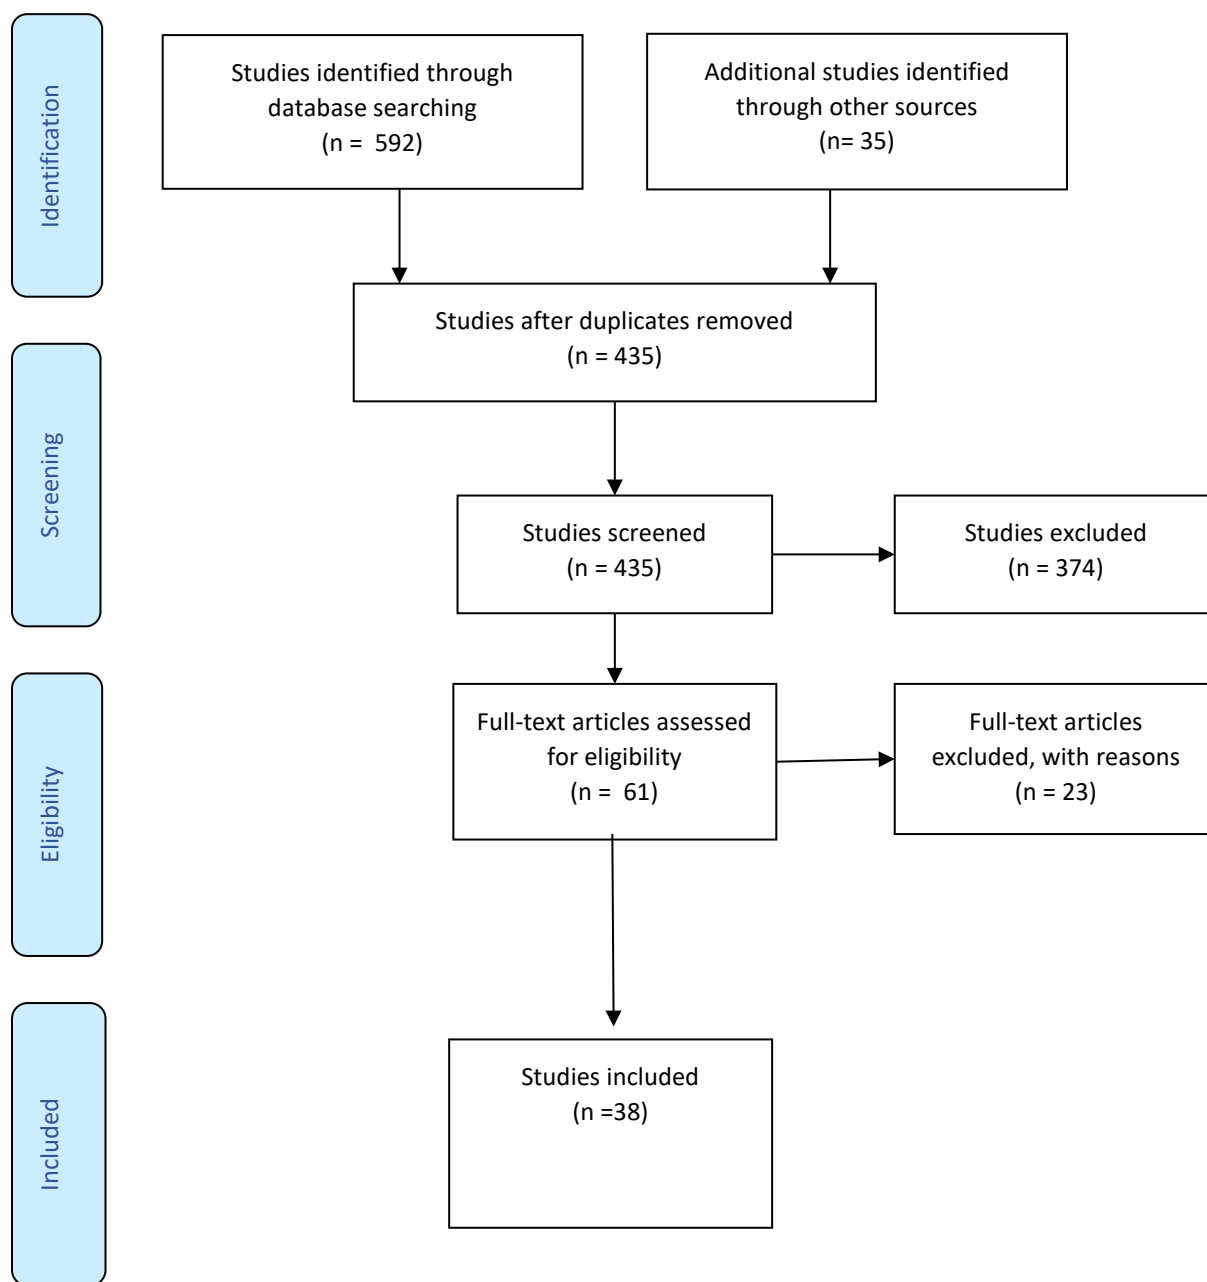 Identification
Studies identified through
database searching
(n =  592)
Additional studies identified
through other sources
(n= 35)
Studies after duplicates removed
(n = 435)
Screening
Studies screened
(n = 435)
Studies excluded
(n = 374)
Eligibility
Full-text articles assessed
for eligibility
(n =  61)
Full-text articles
excluded, with reasons
(n = 23)
Included
Studies included
(n =38)